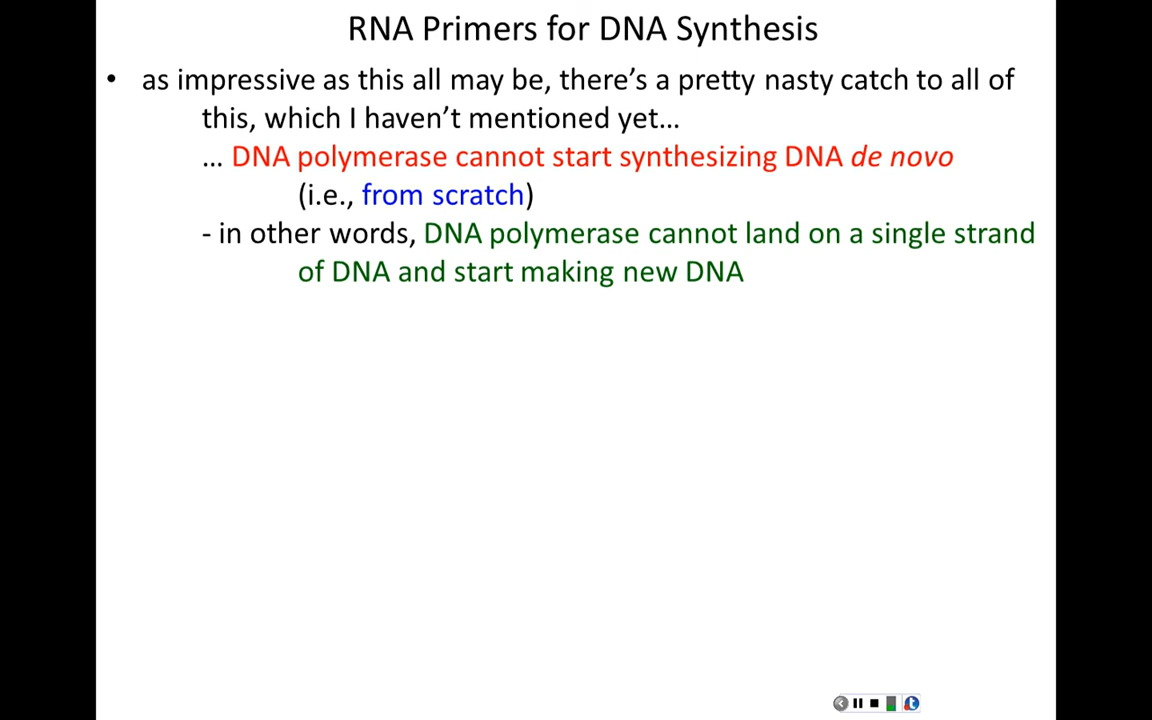 RNA Primers for DNA Synthesis
• as impressive as this all may be, there’s a pretty nasty catch to all of
this, which I haven’t mentioned yet…
… DNA polymerase cannot start synthesizing DNA de novo
(i.e., from scratch)
- in other words, DNA polymerase cannot land on a single strand
of DNA and start making new DNA